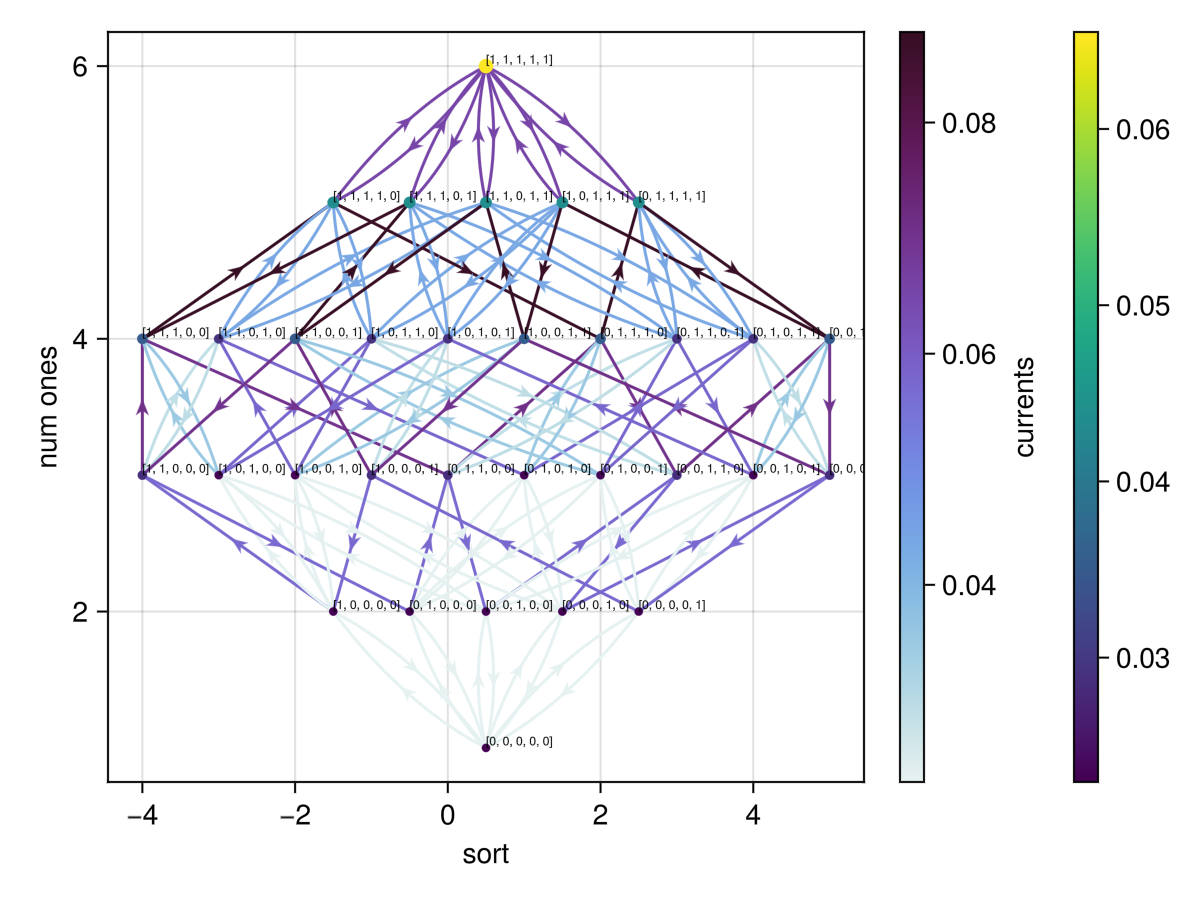 6
[1, 1, 1, 1, 1]
[1, 1, 1, 1, 0] [1, 1, 1, 0, 1] [1, 1, 0, 1, 1] [1, 0, 1, 1, 1] [0, 1, 1, 1, 1]
4
[1, 1, 1, 0, 0] [1, 1, 0, 1, 0] [1, 1, 0, 0, 1] [1, 0, 1, 1, 0] [1, 0, 1, 0, 1] [1, 0, 0, 1, 1] [0, 1, 1, 1, 0] [0, 1, 1, 0, 1] [0, 1, 0, 1, 1] [0, 0, 1
[1, 1, 0, 0, 0] [1, 0, 1, 0, 0] [1, 0, 0, 1, 0] [1, 0, 0, 0, 1] [0, 1, 1, 0, 0] [0, 1, 0, 1, 0] [0, 1, 0, 0, 1] [0, 0, 1, 1, 0] [0, 0, 1, 0, 1] [0, 0, 0
2
[1, 0, 0, 0, 0] [0, 1, 0, 0, 0] [0, 0, 1, 0, 0] [0, 0, 0, 1, 0] [0, 0, 0, 0, 1]
[0, 0, 0, 0, 0]
num ones
−4 −2 0 2 4
sort
0.08
0.06
0.04
currents
0.06
0.05
0.04
0.03